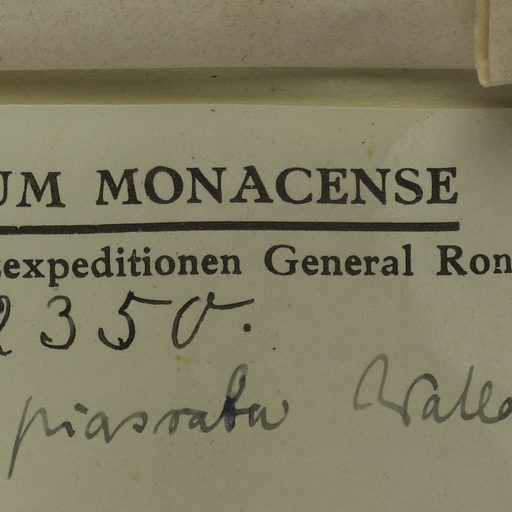 UM MONACENSE
expeditionen General Ron
2350.
piassaba Walla